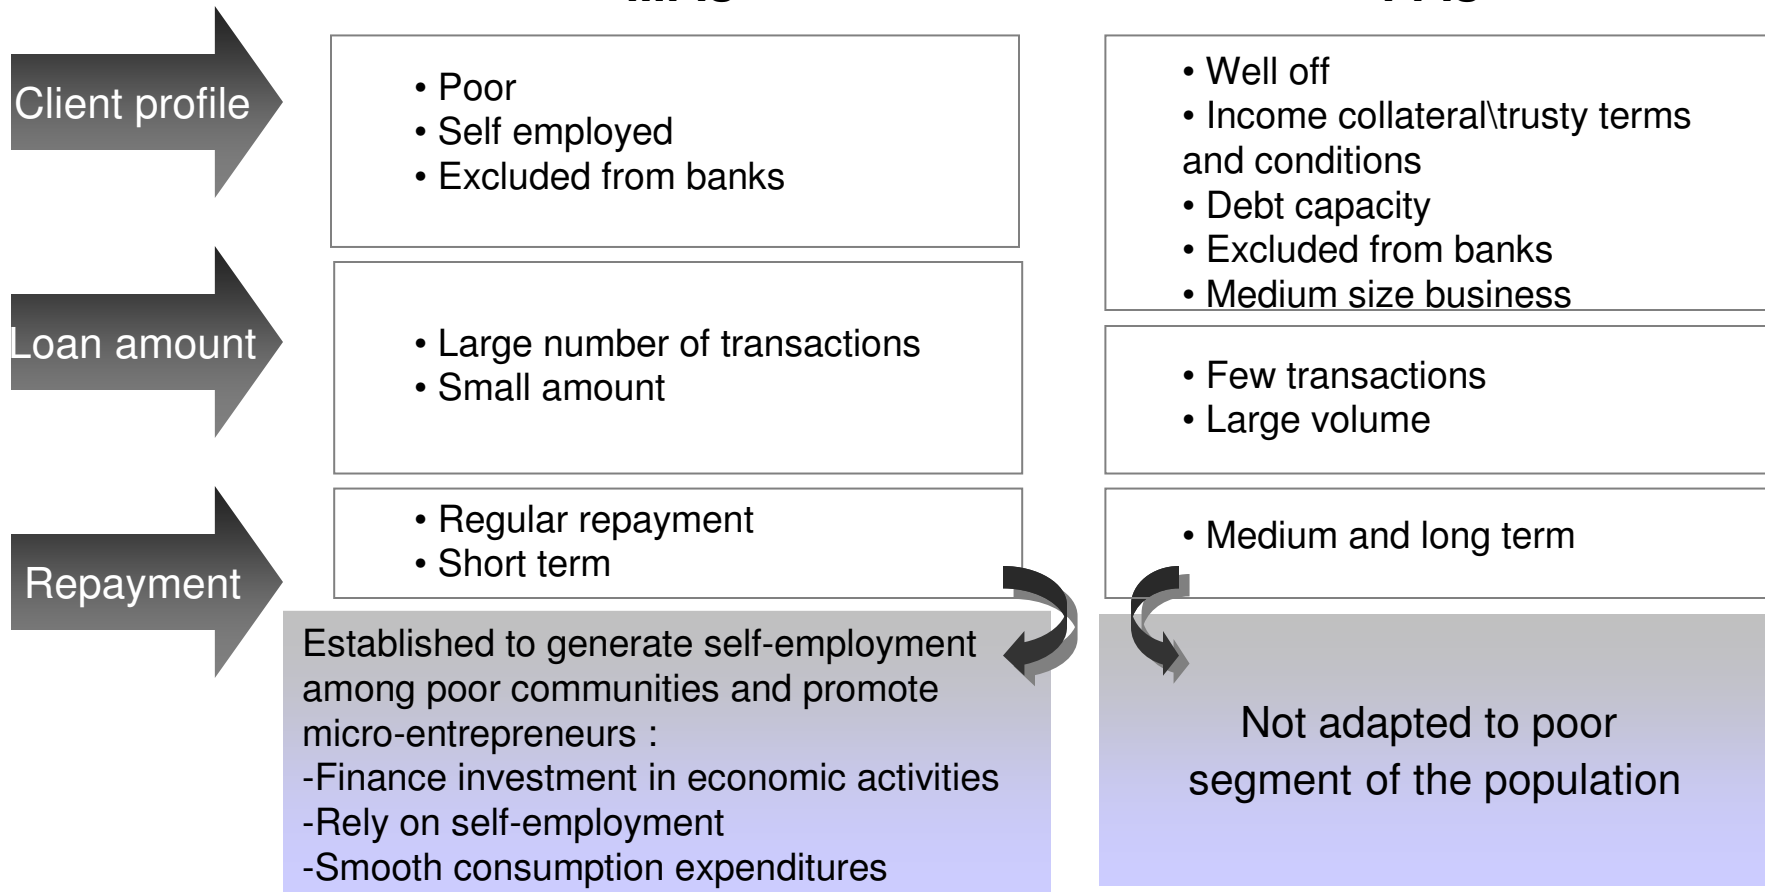 Client profile
• Poor
• Self employed
• Excluded from banks
• Well off
• Income collateral\trusty terms
and conditions
• Debt capacity
• Excluded from banks
• Medium size business
Loan amount
• Large number of transactions
• Small amount
• Few transactions
• Large volume
Repayment
• Regular repayment
• Short term
• Medium and long term
Established to generate self-employment
among poor communities and promote
micro-entrepreneurs :
-Finance investment in economic activities
-Rely on self-employment
-Smooth consumption expenditures
Not adapted to poor
segment of the population